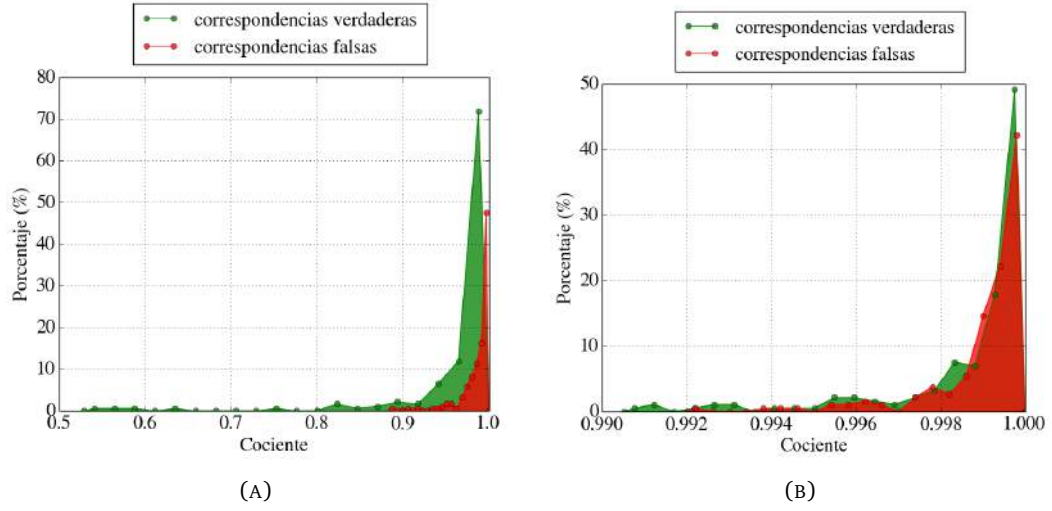 correspondencias verdaderas
correspondencias falsas
80
70
60
50
40
30
20
10
0
Porcentaje (%)
0.5 0.6 0.7 0.8 0.9 1.0
Cociente
(A)
correspondencias verdaderas
correspondencias falsas
50
40
30
20
10
0
Porcentaje (%)
0.990 0.992 0.994 0.996 0.998 1.000
Cociente
(B)